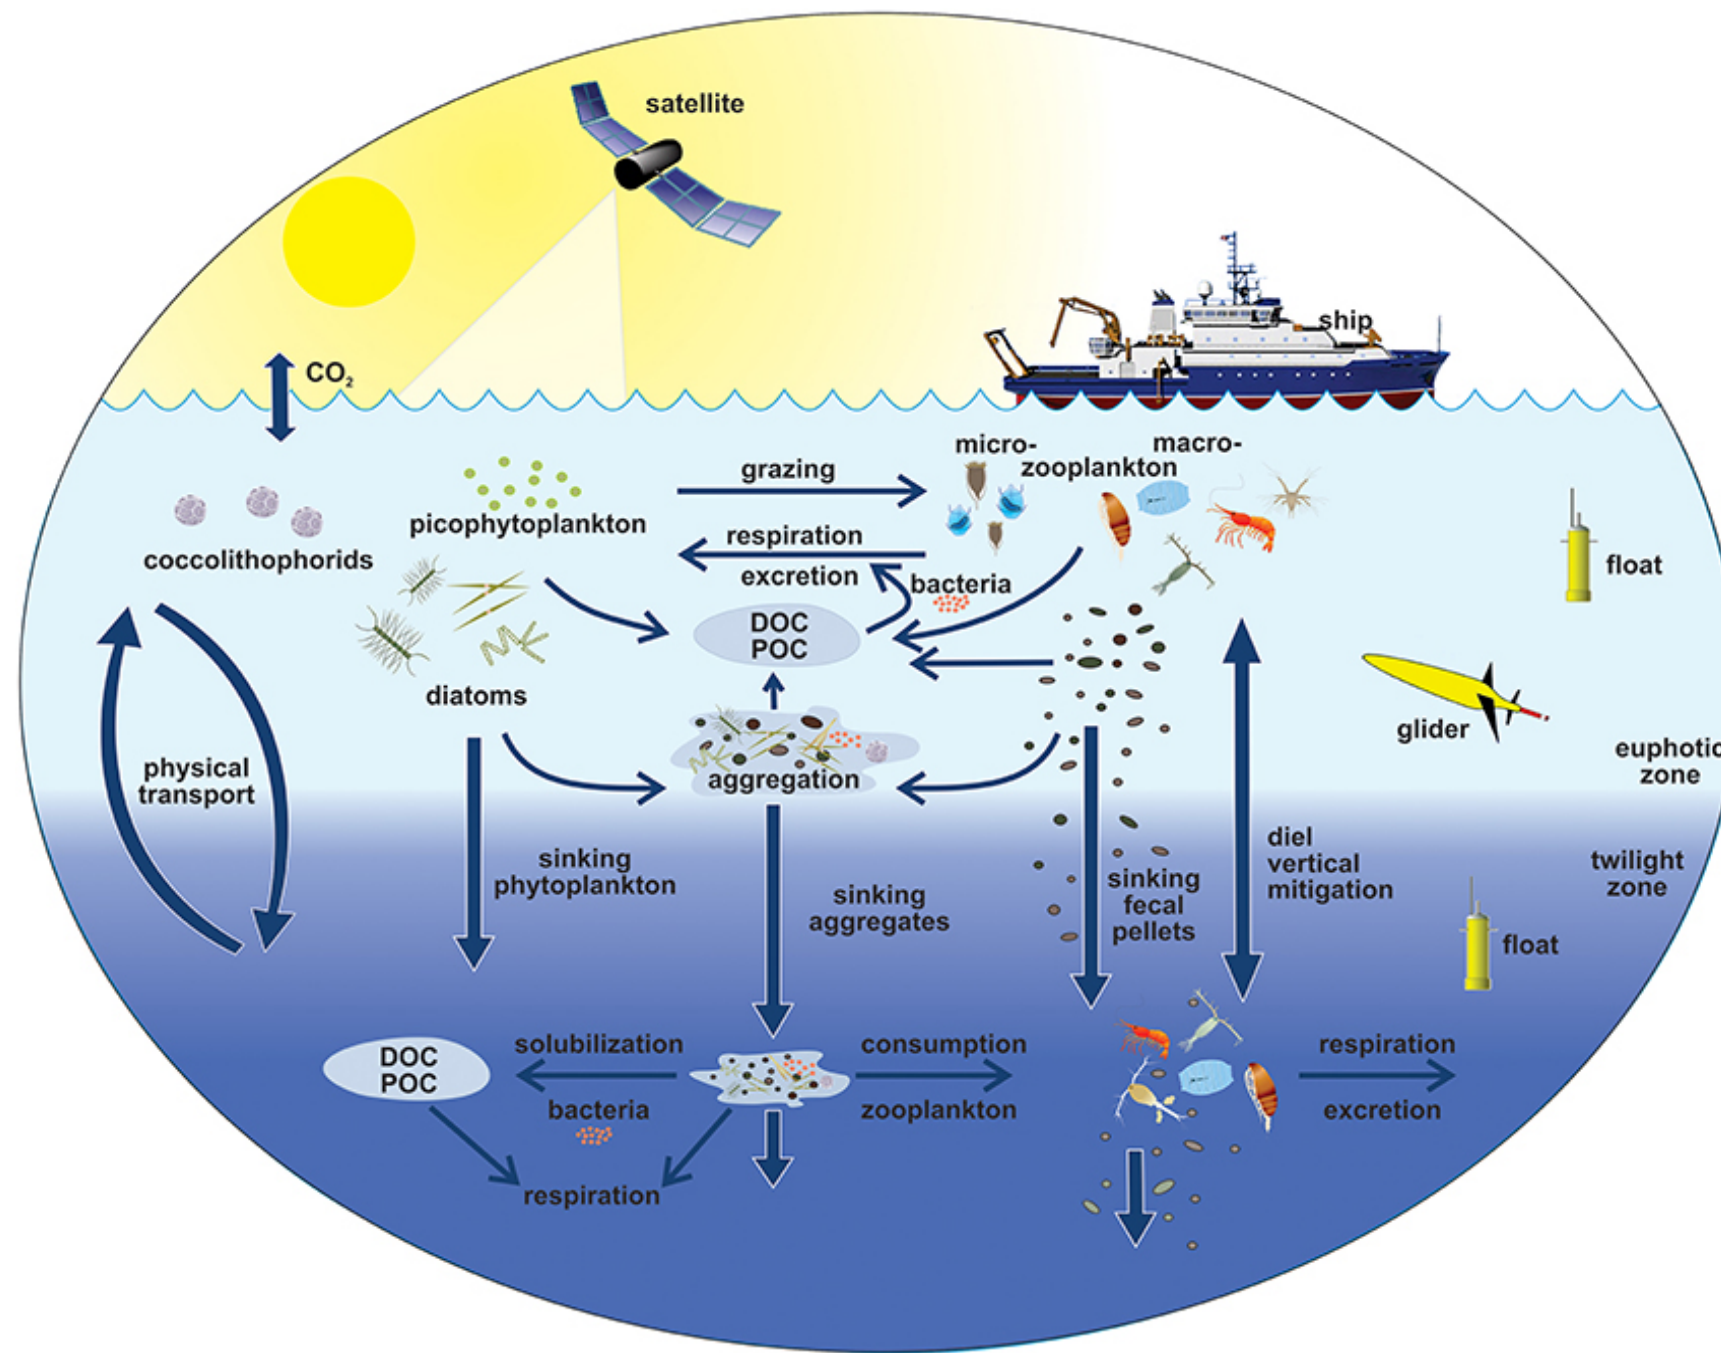 satellite
ship
CO₂
micro-
macro-
zooplankton
grazing
picophytoplankton
respiration
excretion
bacteria
coccolithophorids
float
DOC
POC
diatoms
glider
euphotic
zone
physical
transport
aggregation
sinking
phytoplankton
sinking
aggregates
sinking
fecal
pellets
diel
vertical
mitigation
twilight
zone
float
DOC
POC
solubilization
bacteria
consumption
zooplankton
respiration
excretion
respiration